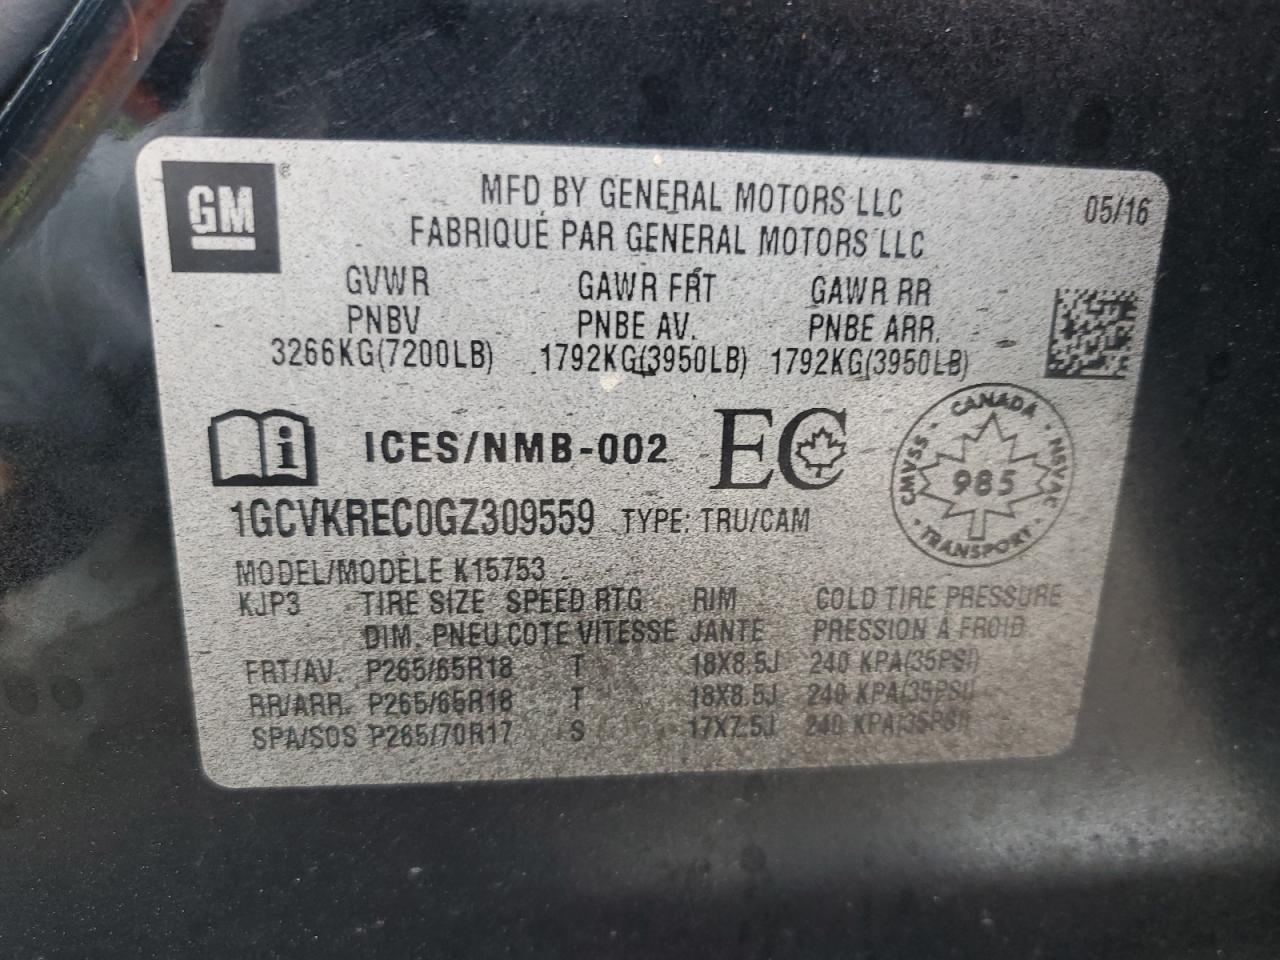 GM ®
MFD BY GENERAL MOTORS LLC 05/16
FABRIQUÉ PAR GENERAL MOTORS LLC
GVWR GAWR FRT GAWR RR
PNBV PNBE AV. PNBE ARR.
3266KG(7200LB) 1792KG(3950LB) 1792KG(3950LB)
i ICES/NMB-002 EC
CANADA
CMVSS 985 NSVAC
TRANSPORT
1GCVKREC0GZ309559 TYPE: TRU/CAM
MODEL/MODÈLE K15753
KJP3 TIRE SIZE SPEED RTG RIM COLD TIRE PRESSURE
DIM. PNEU COTE VITESSE JANTE PRESSION À FROID
FRT/AV. P265/65R18 T 18X8.5J 240 KPA(35PSI)
RR/ARR. P265/65R18 T 18X8.5J 240 KPA(35PSI)
SPA/SOS P265/70R17 S 17X7.5J 240 KPA(35PSI)